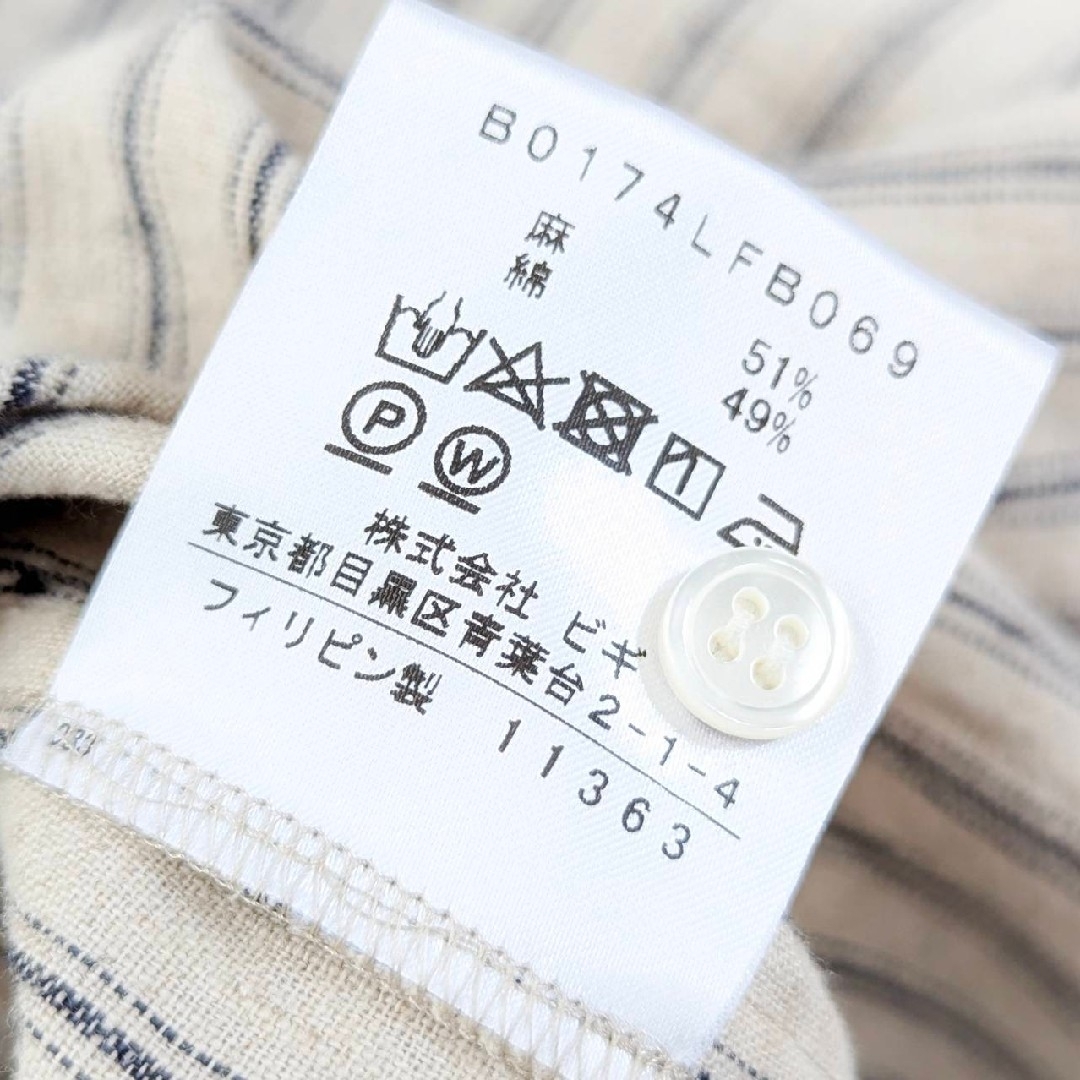 B0174LFB069
麻 51%
綿 49%
P W
株式会社 ビギ
東京都目黒区青葉台2-1-4
フィリピン製 11363
033